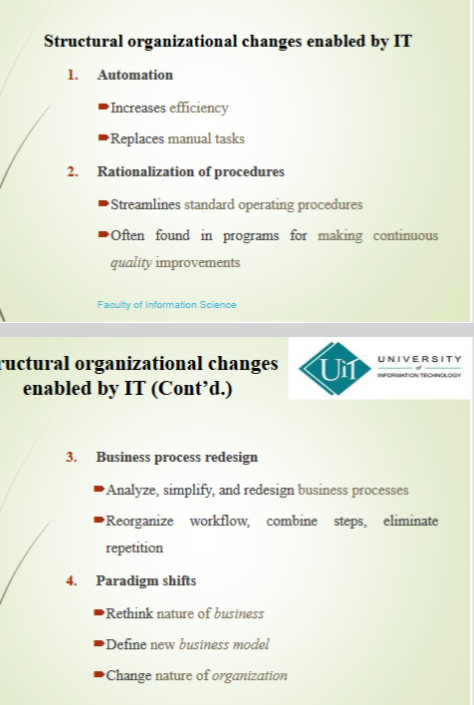 Structural organizational changes enabled by IT
1. Automation
Increases efficiency
Replaces manual tasks
2. Rationalization of procedures
Streamlines standard operating procedures
Often found in programs for making continuous
quality improvements
Faculty of Information Science
ructural organizational changes
enabled by IT (Cont'd.)
UiT
UNIVERSITY
of
INFORMATION TECHNOLOGY
3. Business process redesign
Analyze, simplify, and redesign business processes
Reorganize workflow, combine steps, eliminate
repetition
4. Paradigm shifts
Rethink nature of business
Define new business model
Change nature of organization